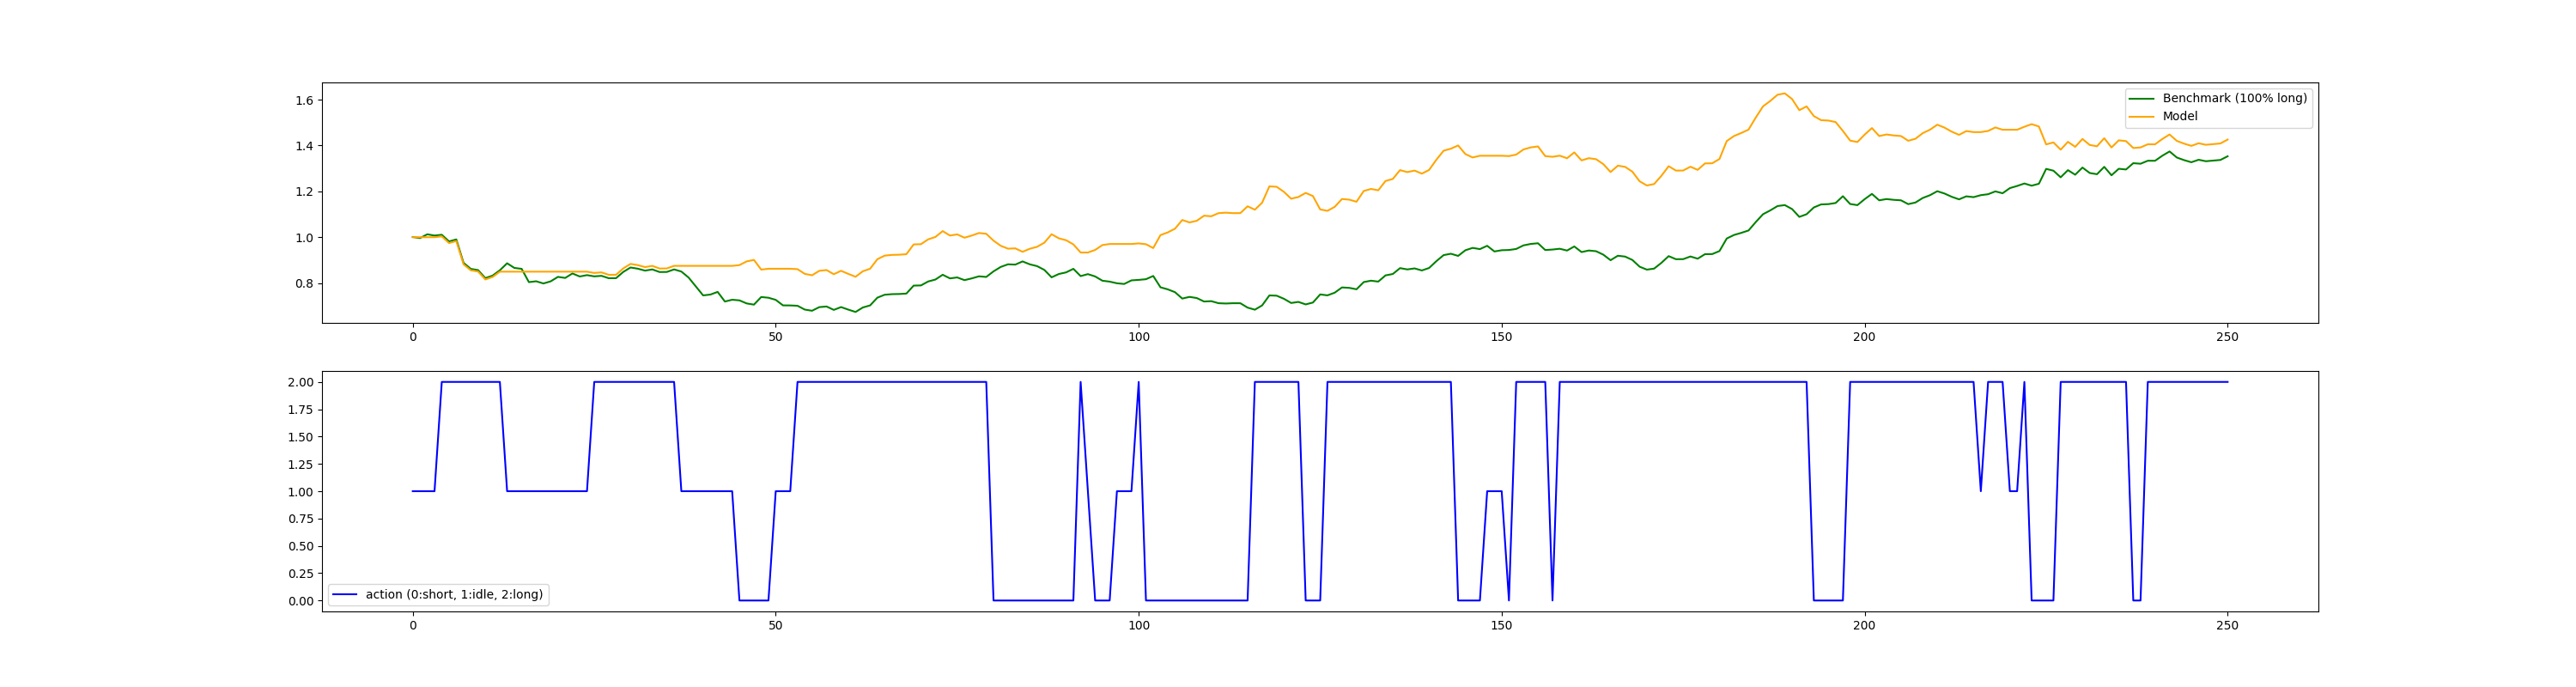 1.6
1.4
1.2
1.0
0.8
Benchmark (100% long)
Model
0 50 100 150 200 250
2.00
1.75
1.50
1.25
1.00
0.75
0.50
0.25
0.00
action (0:short, 1:idle, 2:long)
0 50 100 150 200 250